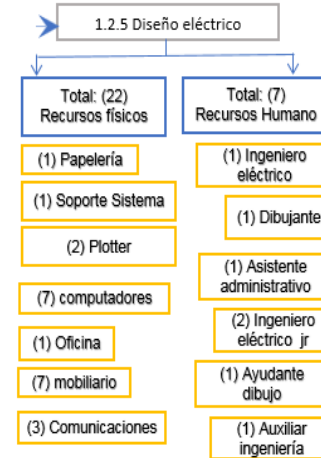 1.2.5 Diseño eléctrico
Total: (22)
Recursos físicos
(1) Papelería
(1) Soporte Sistema
(2) Plotter
(7) computadores
(1) Oficina
(7) mobiliario
(3) Comunicaciones
Total: (7)
Recursos Humano
(1) Ingeniero
eléctrico
(1) Dibujante
(1) Asistente
administrativo
(2) Ingeniero
eléctrico jr
(1) Ayudante
dibujo
(1) Auxiliar
ingeniería